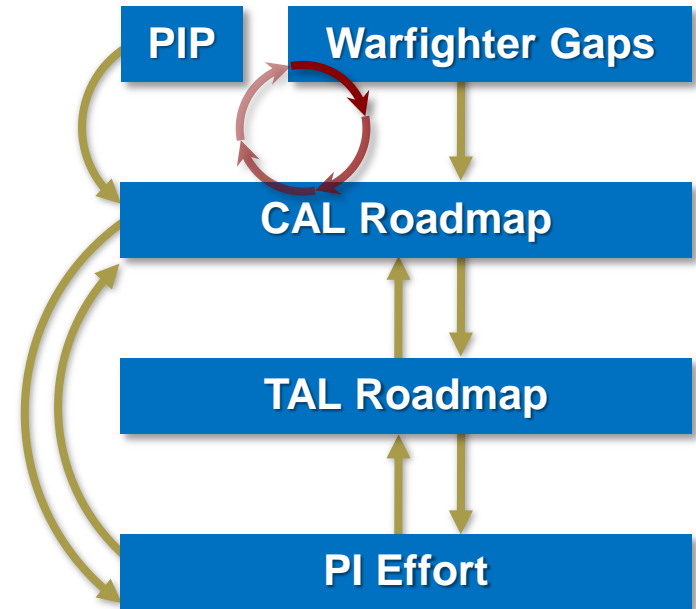 PIP
Warfighter Gaps
CAL Roadmap
TAL Roadmap
PI Effort